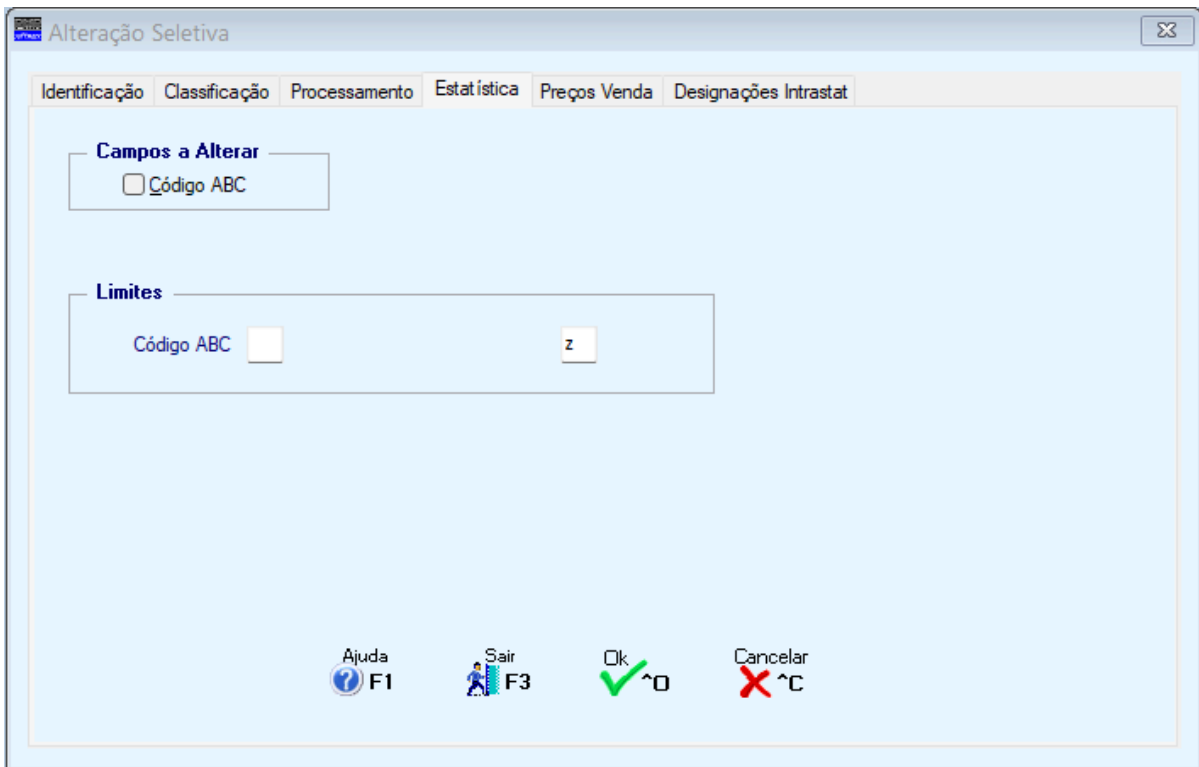 Alteração Seletiva
Identificação Classificação Processamento Estatística Preços Venda Designações Intrastat
Campos a Alterar
Código ABC
Limites
Código ABC z
Ajuda Sair Ok Cancelar
F1 F3 ^O ^C